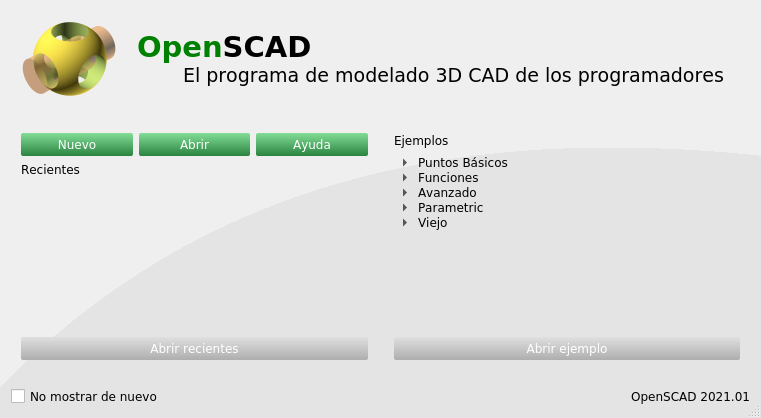 OpenSCAD
El programa de modelado 3D CAD de los programadores
Nuevo
Abrir
Ayuda
Recientes
Ejemplos
Puntos Básicos
Funciones
Avanzado
Parametric
Viejo
Abrir recientes
Abrir ejemplo
No mostrar de nuevo
OpenSCAD 2021.01